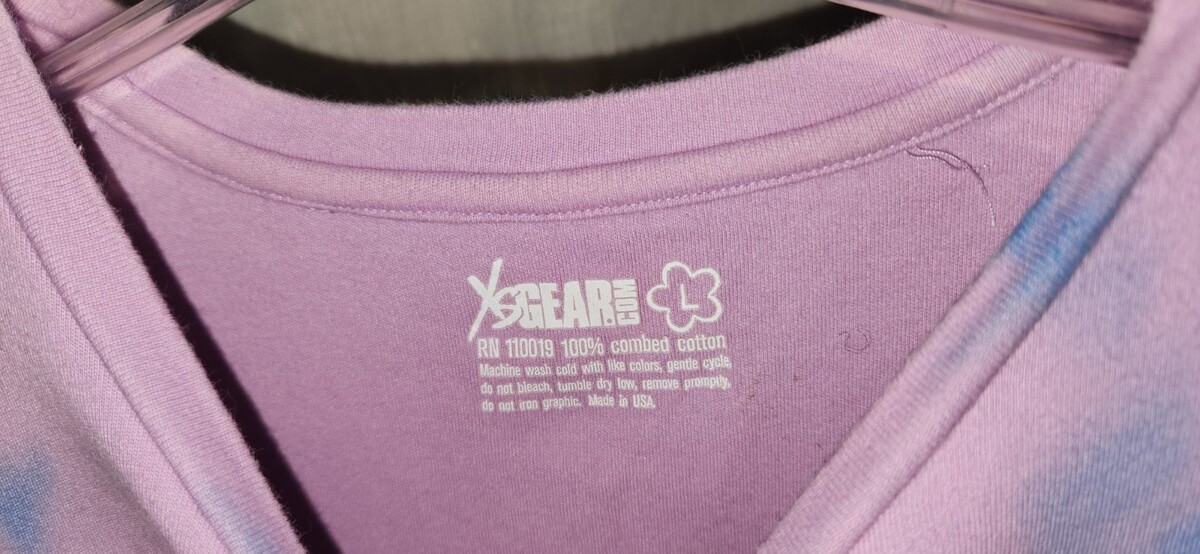 XSGEAR.COM L
RN 110019 100% combed cotton
Machine wash cold with like colors, gentle cycle,
do not bleach, tumble dry low, remove promptly,
do not iron graphic. Made in USA.